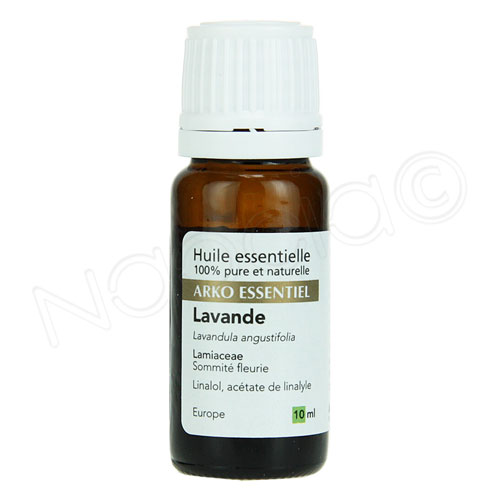 Huile essentielle
100% pure et naturelle
ARKO ESSENTIEL
Lavande
Lavandula angustifolia
Lamiaceae
Sommité fleurie
Linalol, acétate de linalyle
Europe 10 ml